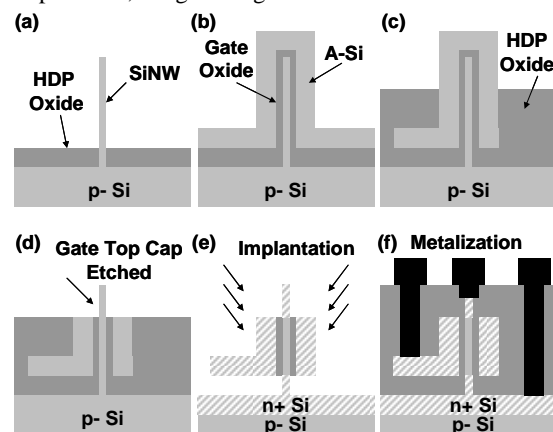 (a)
SiNW
HDP
Oxide
p- Si
(b)
Gate
Oxide
A-Si
p- Si
(c)
HDP
Oxide
p- Si
(d)
Gate Top Cap
Etched
p- Si
(e)
Implantation
n+ Si
p- Si
(f)
Metalization
n+ Si
p- Si